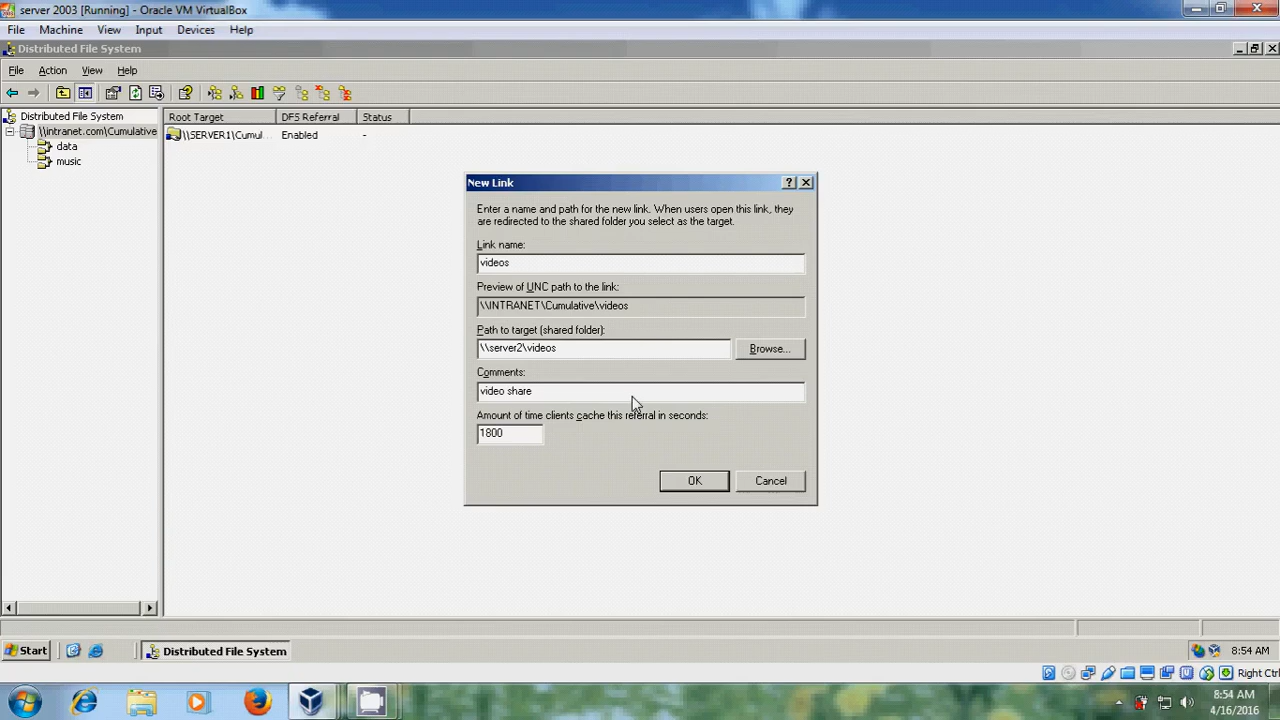 server 2003 [Running] - Oracle VM VirtualBox
File Machine View Input Devices Help
Distributed File System
File Action View Help
Distributed File System
\\intranet.com\Cumulative
data
music
Root Target DFS Referral Status
\\SERVER1\Cumul... Enabled -
New Link
Enter a name and path for the new link. When users open this link, they
are redirected to the shared folder you select as the target.
Link name:
videos
Preview of UNC path to the link:
\\INTRANET\Cumulative\videos
Path to target (shared folder):
\\server2\videos Browse...
Comments:
video share
Amount of time clients cache this referral in seconds:
1800
OK Cancel
Start Distributed File System 8:54 AM
Right Ctrl
8:54 AM
4/16/2016